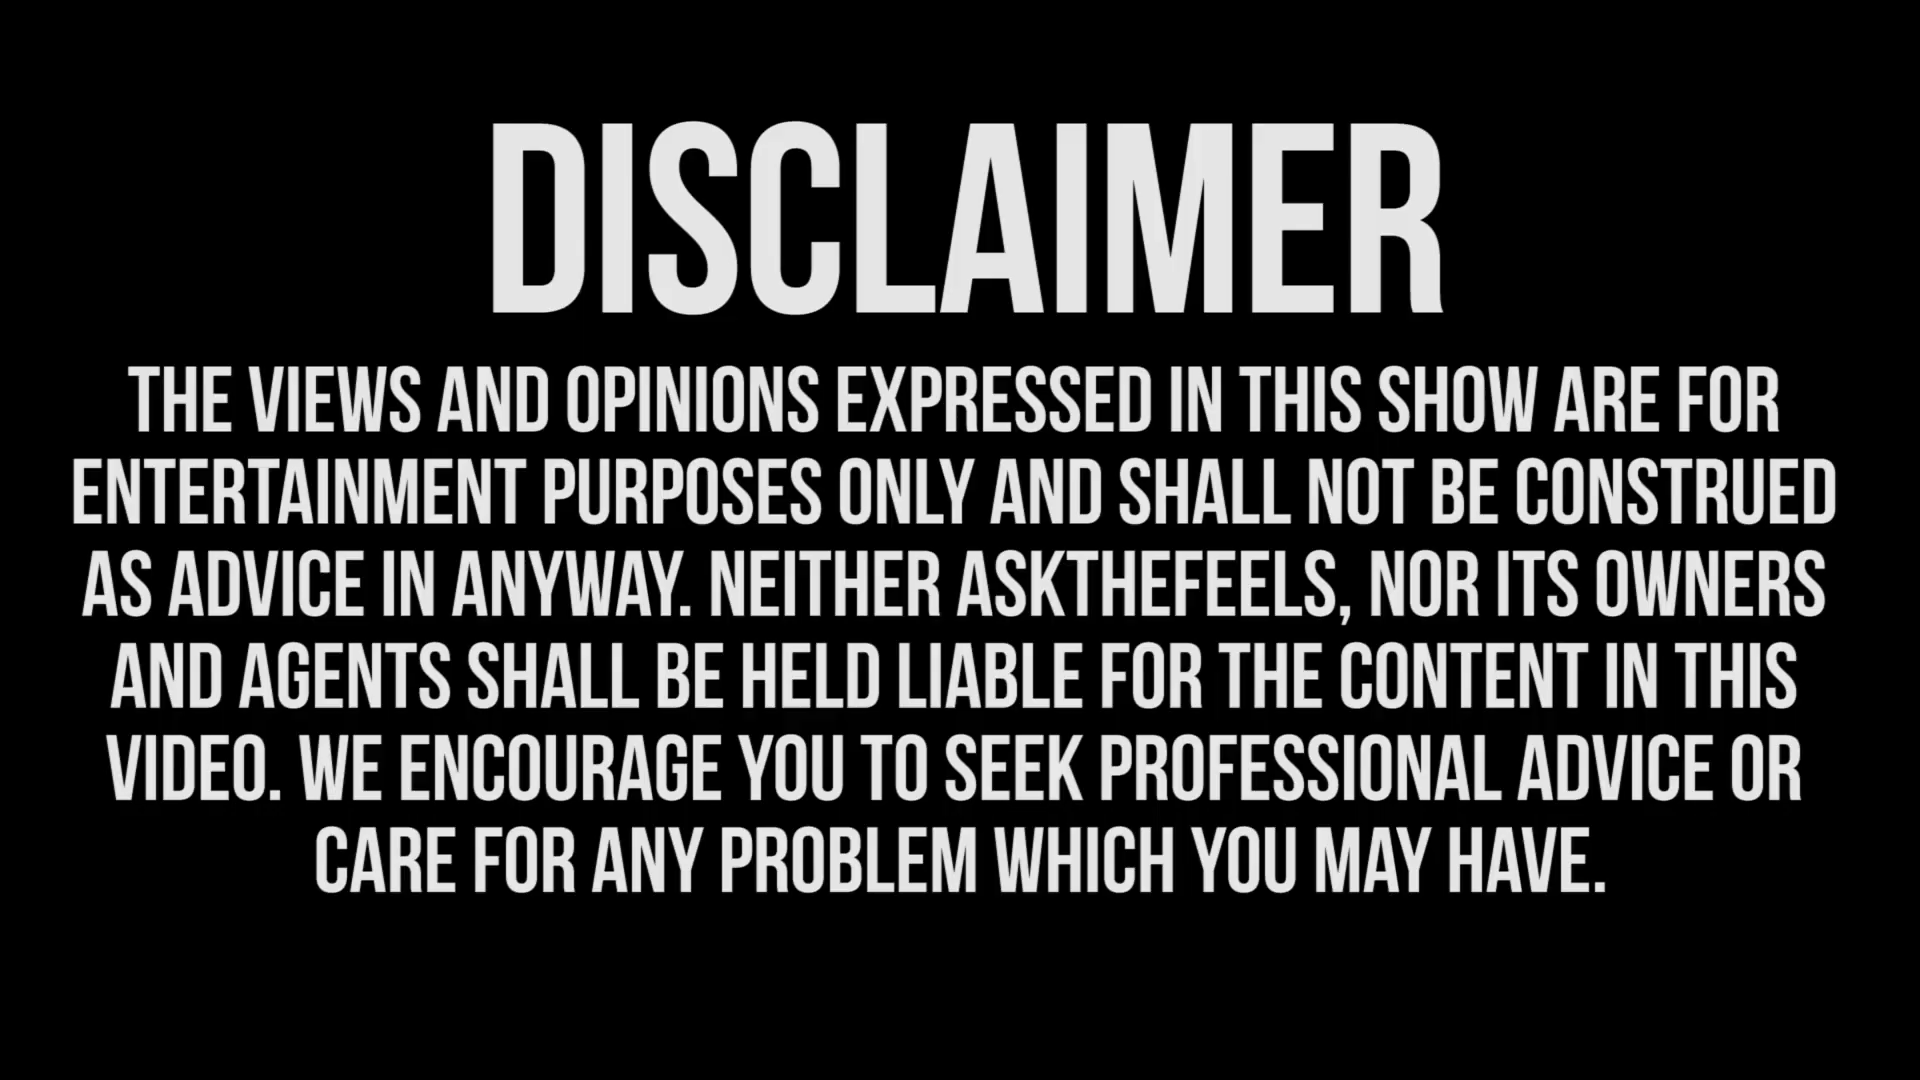 DISCLAIMER
THE VIEWS AND OPINIONS EXPRESSED IN THIS SHOW ARE FOR
ENTERTAINMENT PURPOSES ONLY AND SHALL NOT BE CONSTRUED
AS ADVICE IN ANYWAY. NEITHER ASKTHEFEELS, NOR ITS OWNERS
AND AGENTS SHALL BE HELD LIABLE FOR THE CONTENT IN THIS
VIDEO. WE ENCOURAGE YOU TO SEEK PROFESSIONAL ADVICE OR
CARE FOR ANY PROBLEM WHICH YOU MAY HAVE.